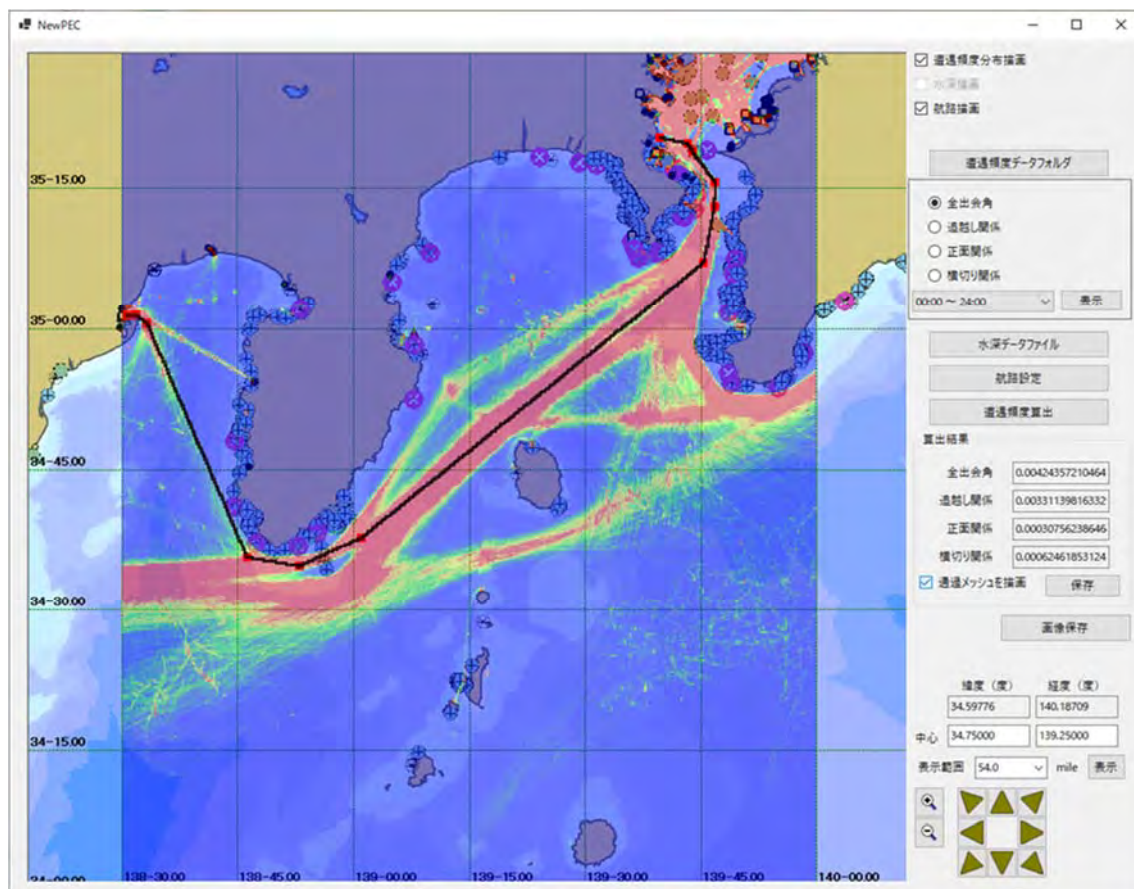 NewPEC
遭遇頻度分布描画
水深描画
航路描画
遭遇頻度データフォルダ
全出会角
追越し関係
正面関係
横切り関係
00:00 ～ 24:00
表示
水深データファイル
航路設定
遭遇頻度算出
算出結果
全出会角 0.00424357210464
追越し関係 0.00331139816332
正面関係 0.00030756238646
横切り関係 0.00062461853124
通過メッシュを描画 保存
画像保存
緯度（度） 経度（度）
34.59776 140.18709
中心 34.75000 139.25000
表示範囲 54.0 mile 表示
35-15.00
35-00.00
34-45.00
34-30.00
34-15.00
34-00.00
138-30.00 138-45.00 139-00.00 139-15.00 139-30.00 139-45.00 140-00.00